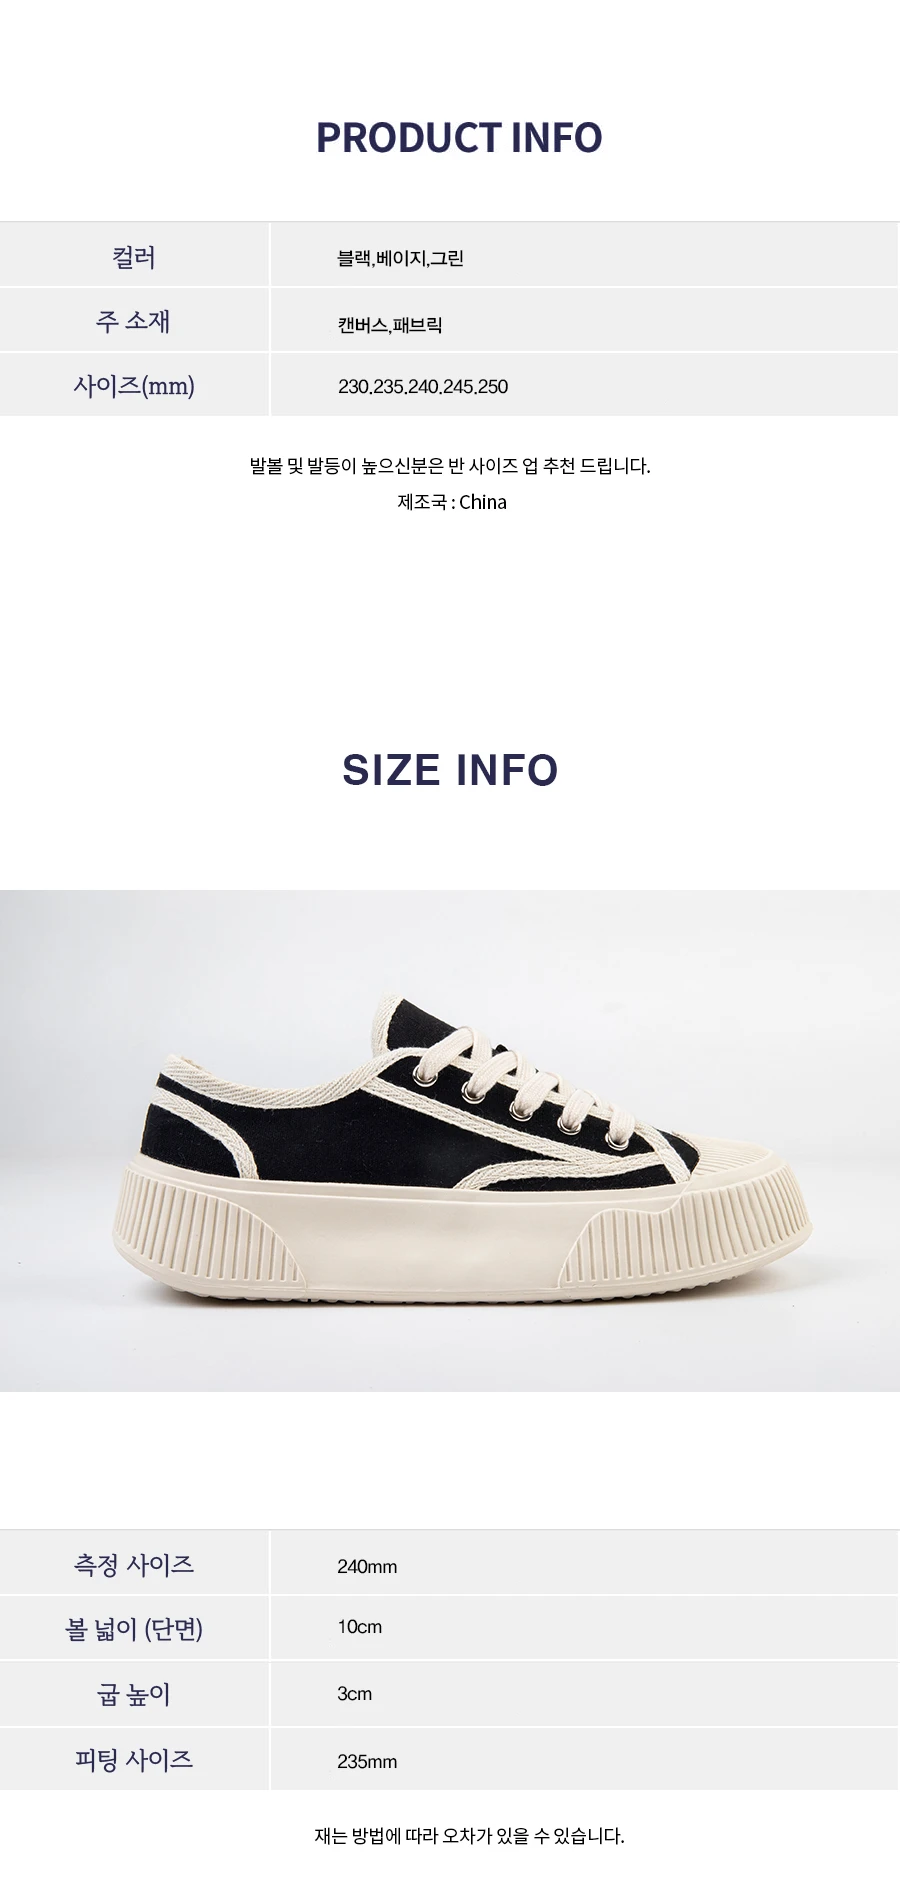 PRODUCT INFO
컬러
블랙,베이지,그린
주 소재
캔버스,패브릭
사이즈(mm)
230.235.240.245.250
발볼 및 발등이 높으신분은 반 사이즈 업 추천 드립니다.
제조국 : China
SIZE INFO
측정 사이즈
240mm
볼 넓이 (단면)
10cm
굽 높이
3cm
피팅 사이즈
235mm
재는 방법에 따라 오차가 있을 수 있습니다.